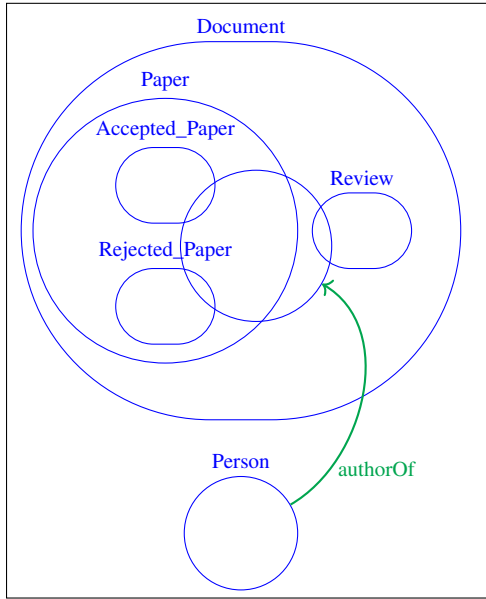 Document
Paper
Accepted_Paper
Review
Rejected_Paper
Person
authorOf